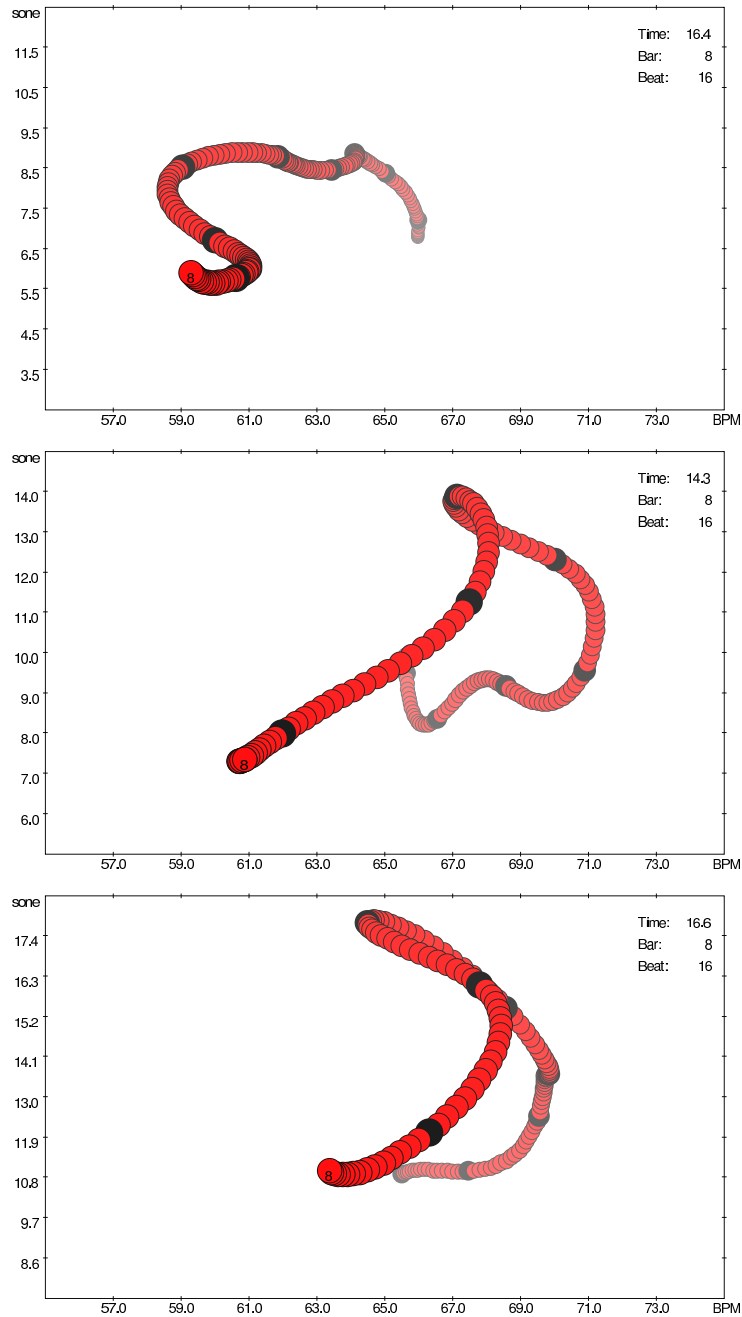 sone
Time: 16.4
11.5
Bar: 8
Beat: 16
10.5
9.5
8.5
7.5
6.5
8
5.5
4.5
3.5
57.0 59.0 61.0 63.0 65.0 67.0 69.0 71.0 73.0 BPM
sone
Time: 14.3
14.0
Bar: 8
Beat: 16
13.0
12.0
11.0
10.0
9.0
8.0
8
7.0
6.0
57.0 59.0 61.0 63.0 65.0 67.0 69.0 71.0 73.0 BPM
sone
Time: 16.6
17.4
Bar: 8
Beat: 16
16.3
15.2
14.1
13.0
11.9
8
10.8
9.7
8.6
57.0 59.0 61.0 63.0 65.0 67.0 69.0 71.0 73.0 BPM